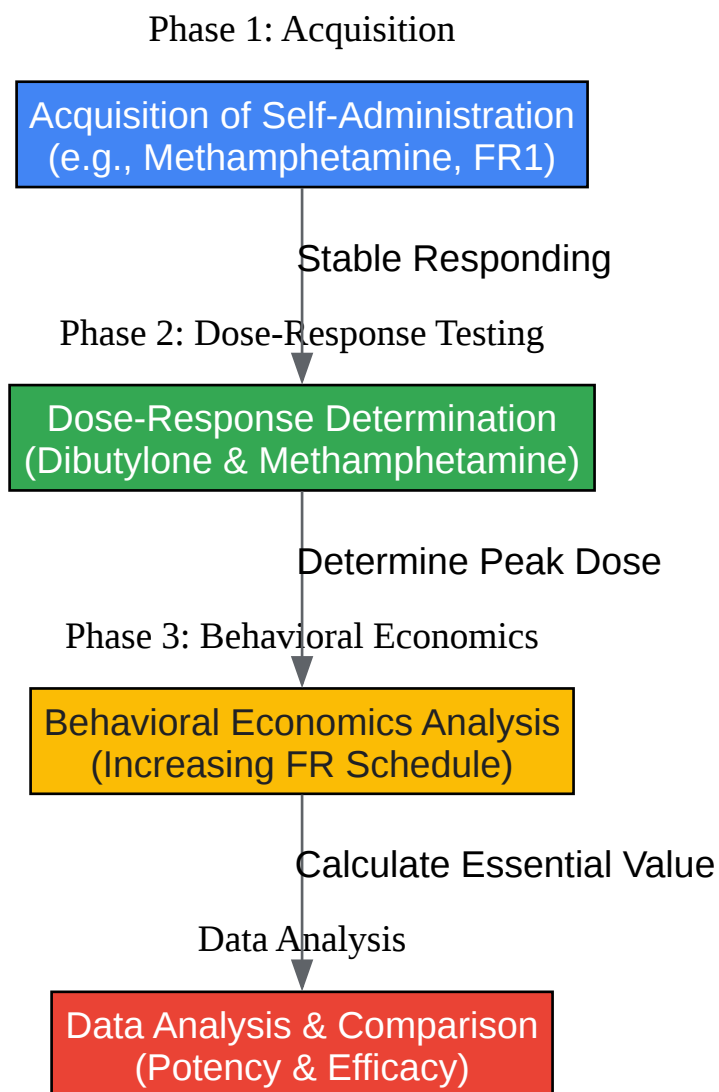 Phase 1: Acquisition
Acquisition of Self-Administration
(e.g., Methamphetamine, FR1)
Stable Responding
Phase 2: Dose-Response Testing
Dose-Response Determination
(Dibutylone & Methamphetamine)
Determine Peak Dose
Phase 3: Behavioral Economics
Behavioral Economics Analysis
(Increasing FR Schedule)
Calculate Essential Value
Data Analysis
Data Analysis & Comparison
(Potency & Efficacy)